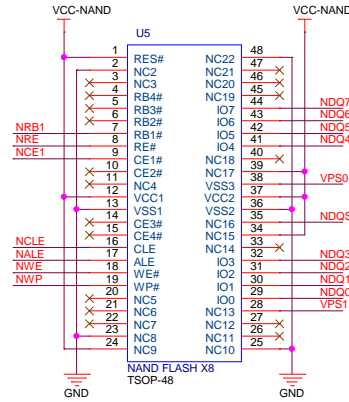 VCC-NAND VCC-NAND
U5
1 RES# NC22 48
2 NC2 NC21 47
3 NC3 NC20 46
4 RB4# NC19 45
5 RB3# IO7 44 NDQ7
6 RB2# IO6 43 NDQ6
NRB1 7 RB1# IO5 42 NDQ5
NRE 8 RE# IO4 41 NDQ4
NCE1 9 CE1# NC18 40
10 CE2# NC17 39
11 NC4 VSS3 38 VPS0
12 VCC1 VCC2 37
13 VSS1 VSS2 36
14 CE3# NC16 35 NDQS
15 CE4# NC15 34
NCLE 16 CLE NC14 33
NALE 17 ALE IO3 32 NDQ3
NWE 18 WE# IO2 31 NDQ2
NWP 19 WP# IO1 30 NDQ1
20 NC5 IO0 29 NDQ0
21 NC6 NC13 28 VPS1
22 NC7 NC12 27
23 NC8 NC11 26
24 NC9 NC10 25
NAND FLASH X8
TSOP-48
GND GND